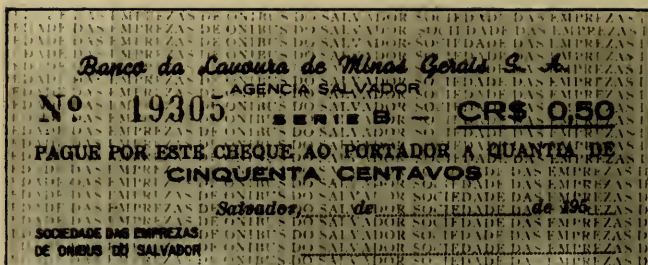 Banco da Lavoura de Minas Gerais S. A.
AGENCIA SALVADOR
Nº 19305 SERIE B — CR$ 0,50
PAGUE POR ESTE CHEQUE AO PORTADOR A QUANTIA DE
CINQUENTA CENTAVOS
Salvador, de de 195
SOCIEDADE DAS EMPREZAS
DE ONIBUS DO SALVADOR